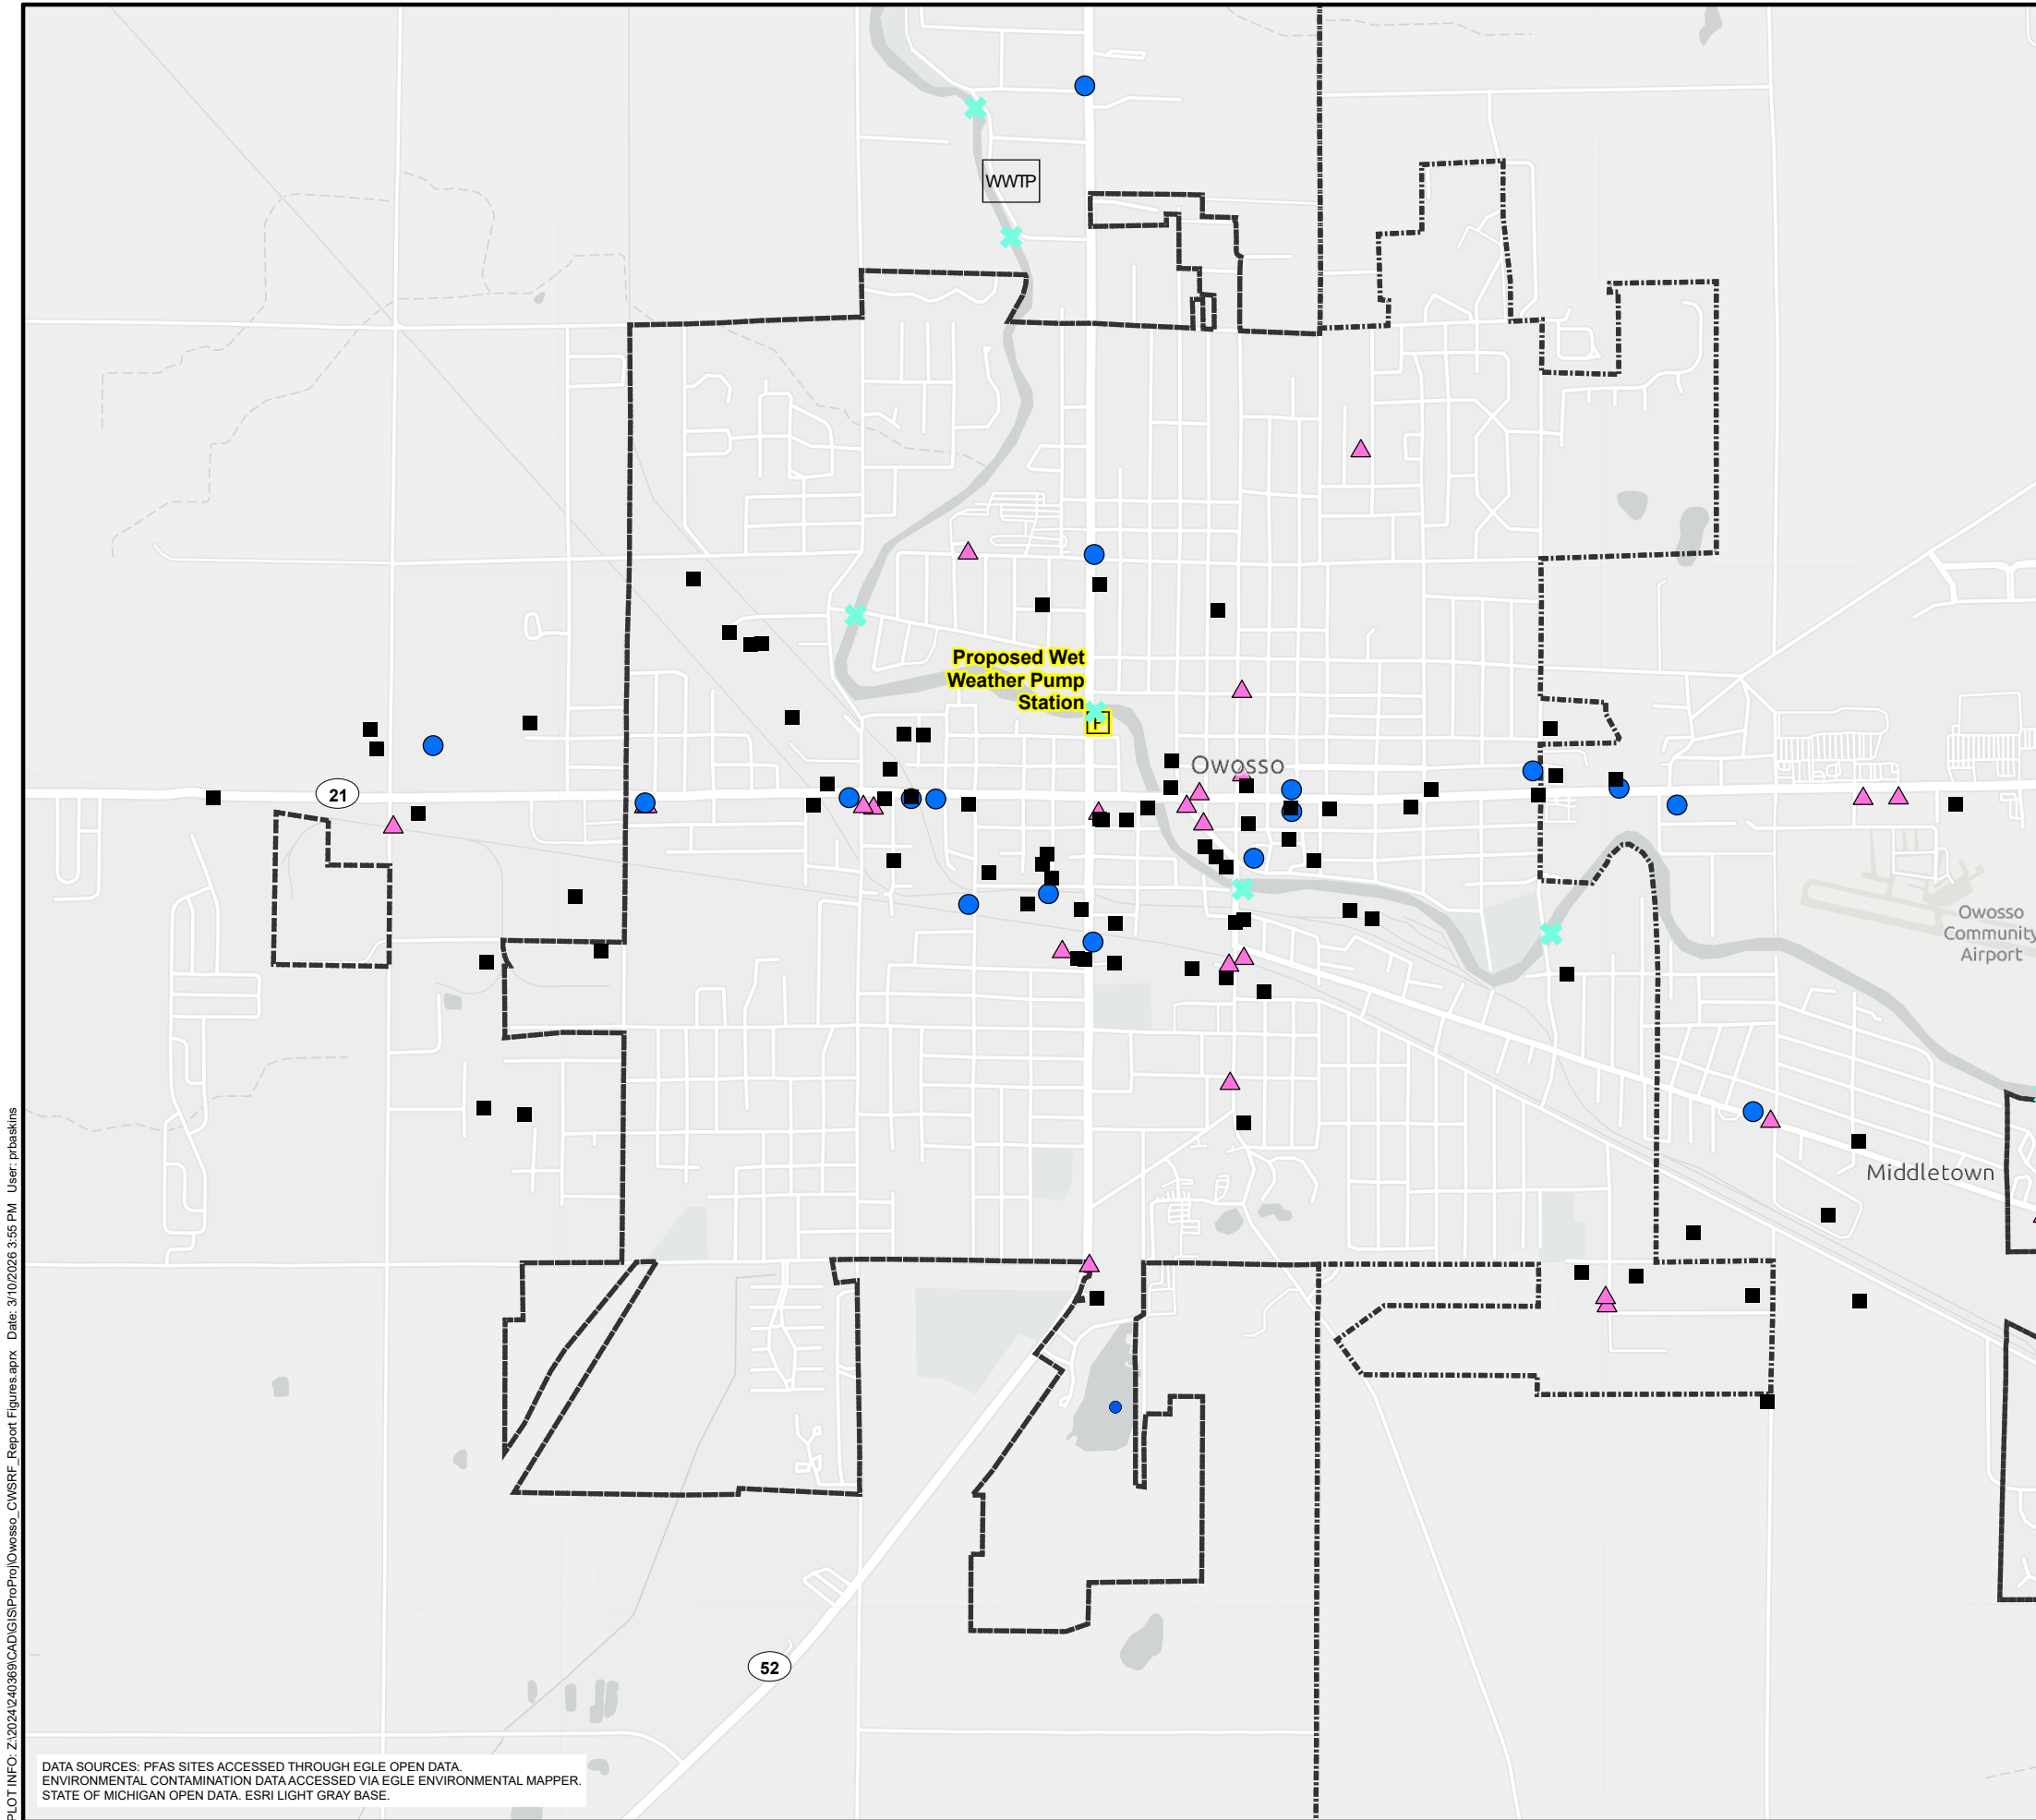 WWTP
Proposed Wet
Weather Pump
Station
P
Owosso
21
Owosso
Community
Airport
Middletown
52
DATA SOURCES: PFAS SITES ACCESSED THROUGH EGLE OPEN DATA.
ENVIRONMENTAL CONTAMINATION DATA ACCESSED VIA EGLE ENVIRONMENTAL MAPPER.
STATE OF MICHIGAN OPEN DATA. ESRI LIGHT GRAY BASE.
PLOT INFO: Z:\2024\240369\CAD\GIS\ProProj\Owosso_CWSRF_Report Figures.aprx Date: 3/10/2026 3:55 PM User: prbaskins